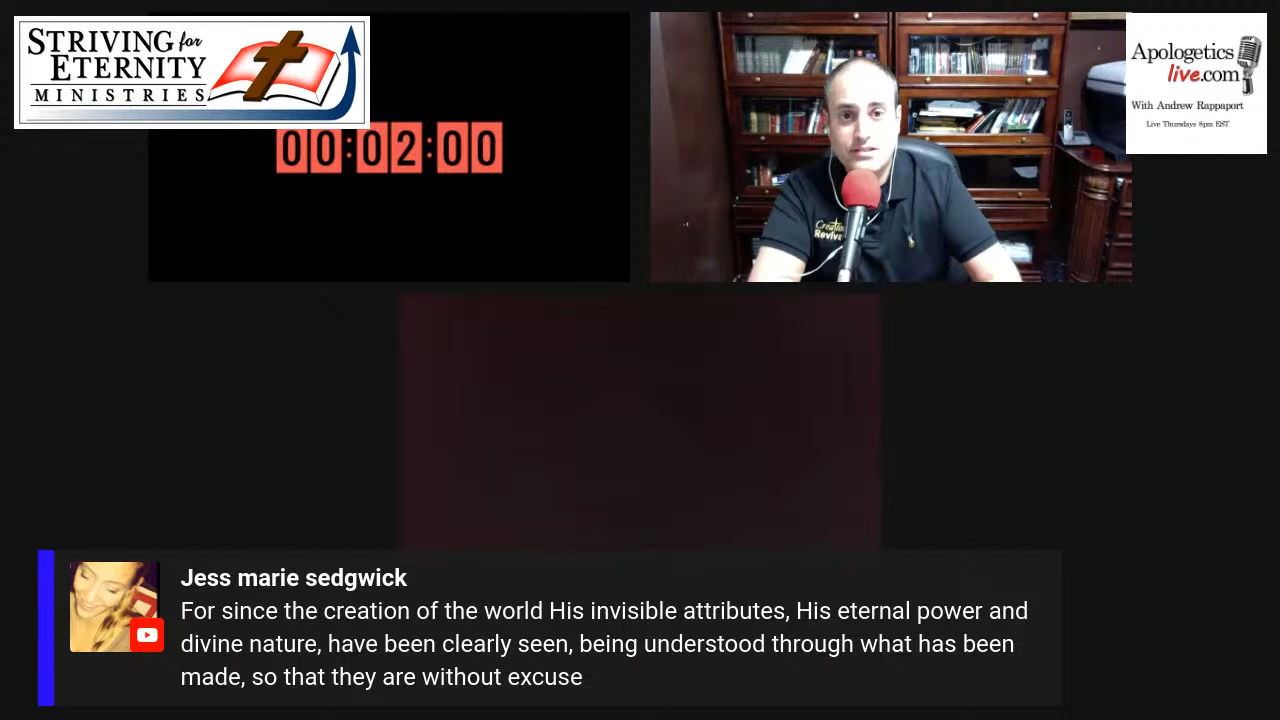 STRIVING for
ETERNITY
MINISTRIES
00:02:00
Apologetics
live.com
With Andrew Rappaport
Live Thursdays 8pm EST
Creation
Revival
Jess marie sedgwick
For since the creation of the world His invisible attributes, His eternal power and
divine nature, have been clearly seen, being understood through what has been
made, so that they are without excuse